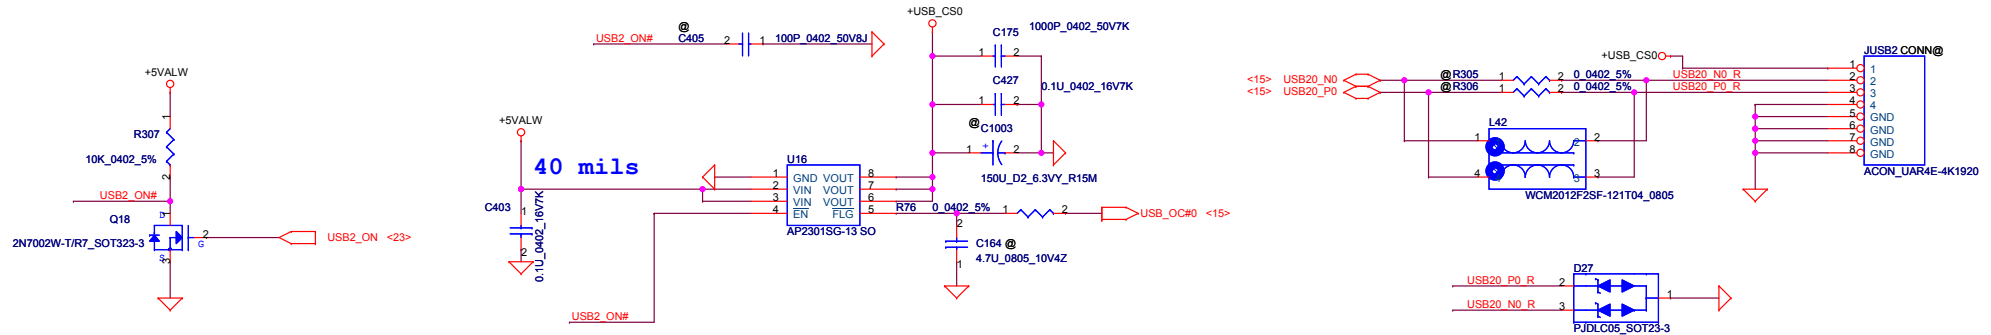 +5VALW
1
R307
10K_0402_5%
2
USB2_ON#
Q18
D
2N7002W-T/R7_SOT323-3
S
3
2
G
USB2_ON <23>
@
USB2_ON# C405 2 1 100P_0402_50V8J
+5VALW
40 mils
C403
1
2
0.1U_0402_16V7K
USB2_ON#
+USB_CS0
C175 1000P_0402_50V7K
1 2
C427
1 2 0.1U_0402_16V7K
@
C1003
1 + 2
150U_D2_6.3VY_R15M
U16
1 GND VOUT 8
2 VIN VOUT 7
3 VIN VOUT 6
4 EN FLG 5
AP2301SG-13 SO
R76 0_0402_5% 1 2 USB_OC#0 <15>
2
C164 @
4.7U_0805_10V4Z
1
+USB_CS0
<15> USB20_N0 @R305 1 2 0_0402_5% USB20_N0_R
<15> USB20_P0 @R306 1 2 0_0402_5% USB20_P0_R
L42
1 2 2
4 3 3
WCM2012F2SF-121T04_0805
JUSB2 CONN@
1 1
2 2
3 3
4 4
5 GND
6 GND
7 GND
8 GND
ACON_UAR4E-4K1920
D27
USB20_P0_R 2
1
USB20_N0_R 3
PJDLC05_SOT23-3